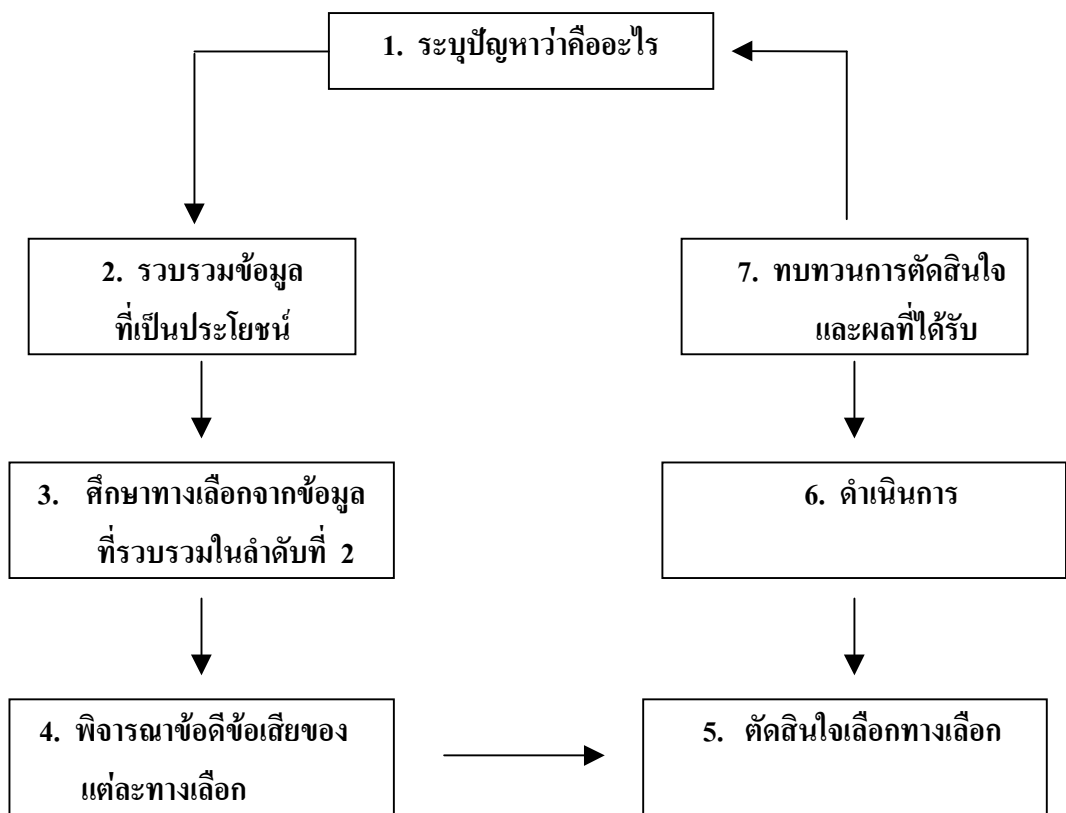 1. ระบุปัญหาว่าคืออะไร
2. รวบรวมข้อมูล
ที่เป็นประโยชน์
3. ศึกษาทางเลือกจากข้อมูล
ที่รวบรวมในลำดับที่ 2
4. พิจารณาข้อดีข้อเสียของ
แต่ละทางเลือก
5. ตัดสินใจเลือกทางเลือก
6. ดำเนินการ
7. ทบทวนการตัดสินใจ
และผลที่ได้รับ